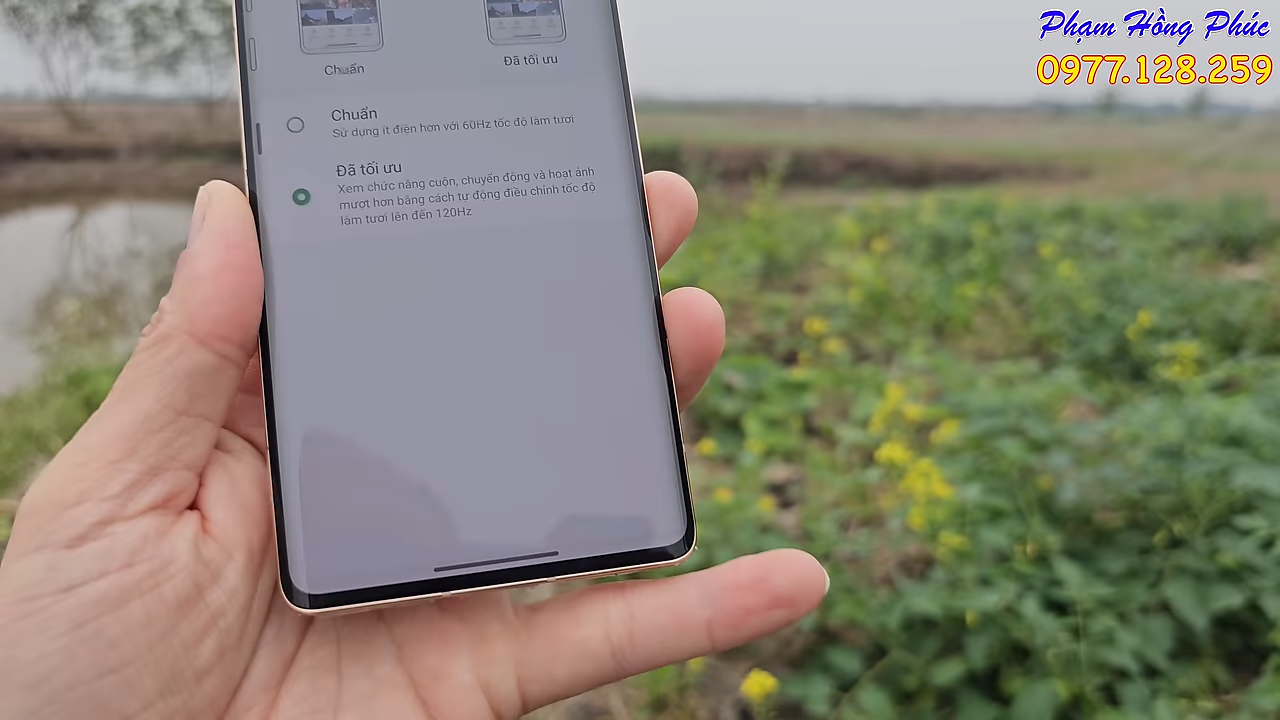 Phạm Hồng Phúc
0977.128.259
Chuẩn
Đã tối ưu
Chuẩn
Sử dụng ít điện hơn với 60Hz tốc độ làm tươi
Đã tối ưu
Xem chức năng cuộn, chuyển động và hoạt ảnh
mượt hơn bằng cách tự động điều chỉnh tốc độ
làm tươi lên đến 120Hz